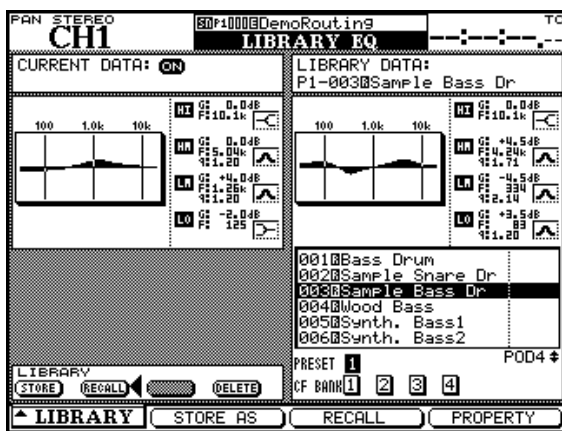 PAN STEREO
CH1
P1000 DemoRouting
LIBRARY EQ
TC
--:--:--.--
CURRENT DATA: ON
LIBRARY DATA:
P1-003 Sample Bass Dr
100 1.0k 10k
HI G: 0.0dB
F:10.1k
HM G: 0.0dB
F:5.04k
Q:1.20
LM G: +4.0dB
F:1.26k
Q:1.20
LO G: -2.0dB
F: 125
100 1.0k 10k
HI G: 0.0dB
F:10.1k
HM G: +4.5dB
F:4.24k
Q:1.71
LM G: -4.5dB
F: 334
Q:2.14
LO G: +3.5dB
F: 83
Q:1.20
001 Bass Drum
002 Sample Snare Dr
003 Sample Bass Dr
004 Wood Bass
005 Synth. Bass1
006 Synth. Bass2
LIBRARY
STORE RECALL DELETE
PRESET 1
POD4
CF BANK 1 2 3 4
LIBRARY STORE AS RECALL PROPERTY